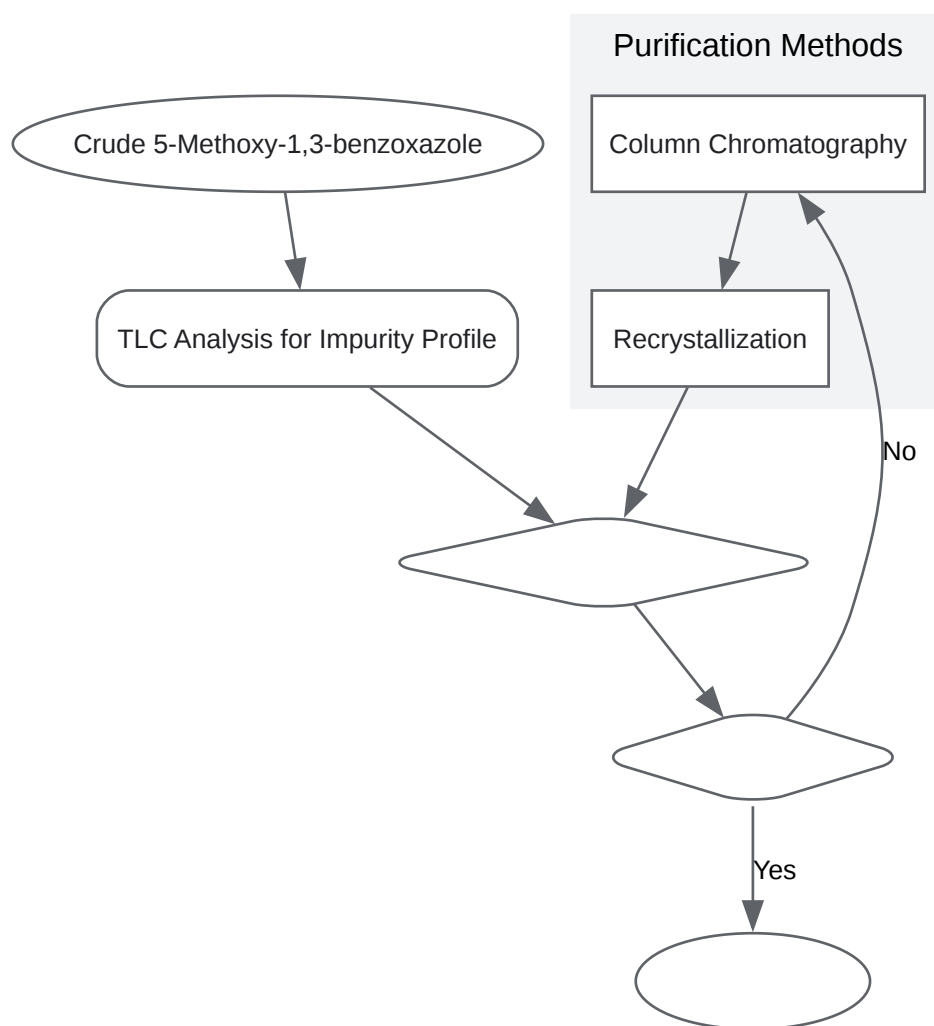 Purification Methods
Crude 5-Methoxy-1,3-benzoxazole
Column Chromatography
TLC Analysis for Impurity Profile
Recrystallization
No
Yes